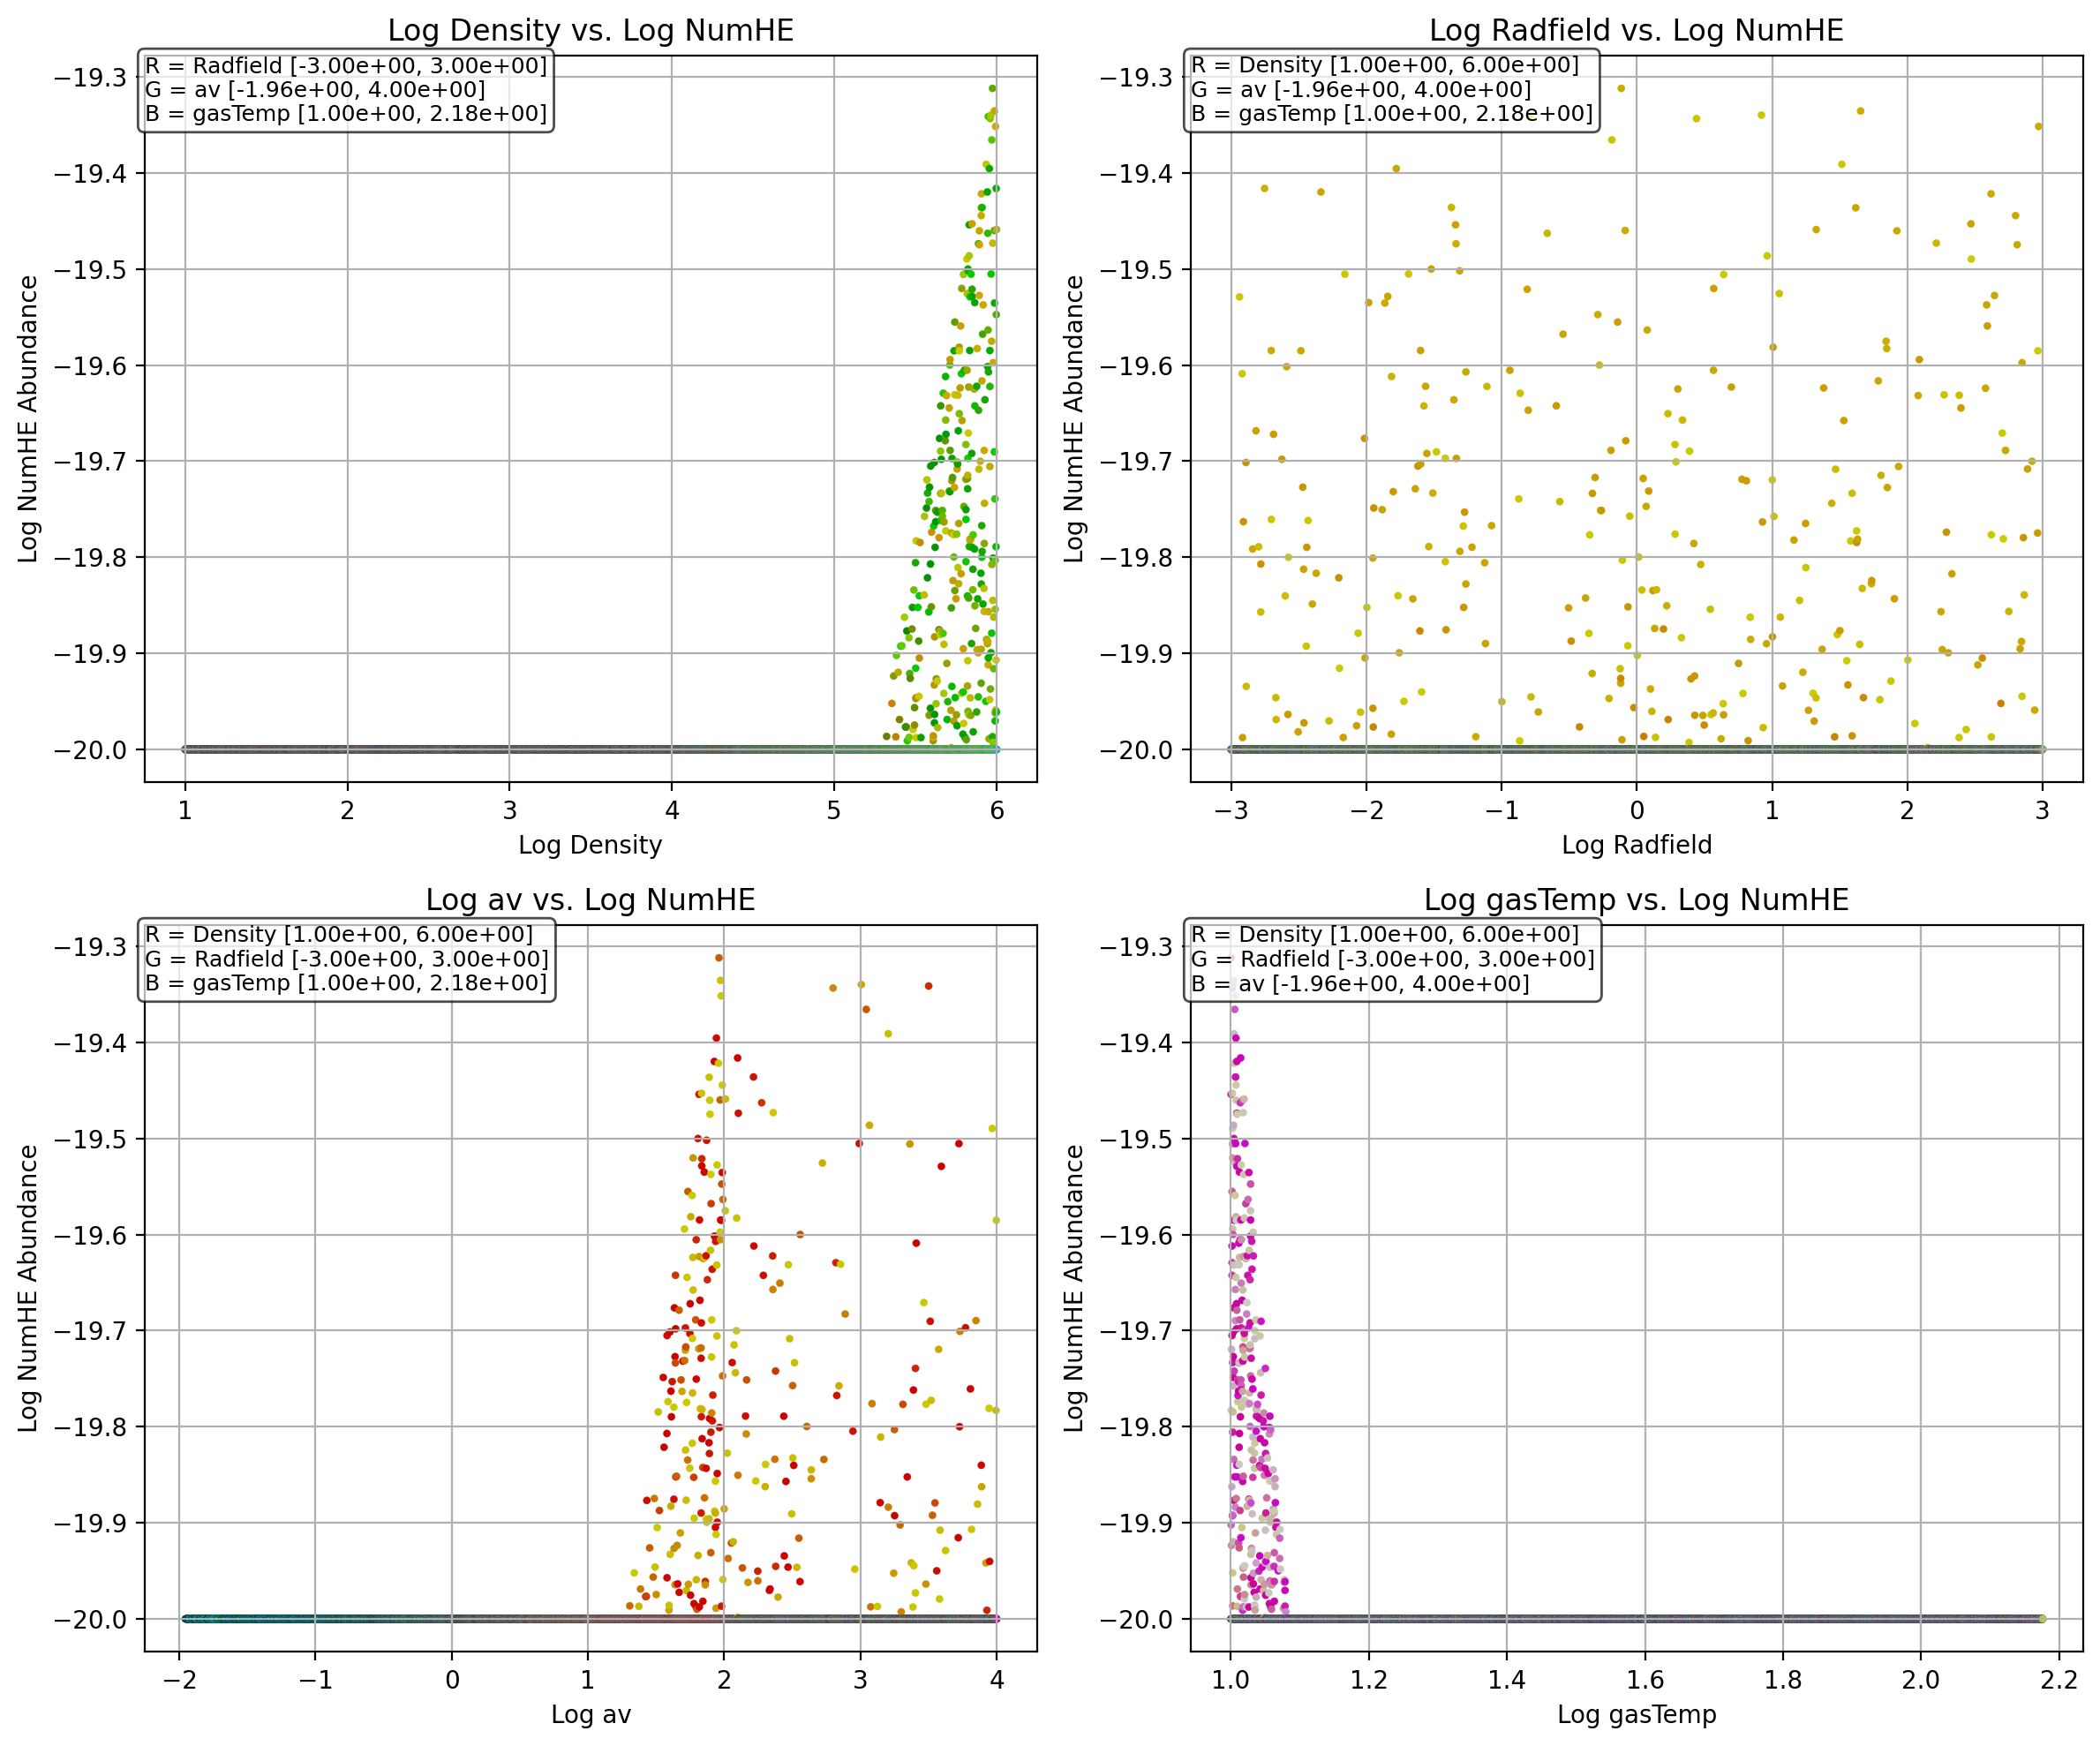 Log Density vs. Log NumHE
R = Radfield [-3.00e+00, 3.00e+00]
G = av [-1.96e+00, 4.00e+00]
B = gasTemp [1.00e+00, 2.18e+00]
Log NumHE Abundance
−19.3
−19.4
−19.5
−19.6
−19.7
−19.8
−19.9
−20.0
1 2 3 4 5 6
Log Density
Log Radfield vs. Log NumHE
R = Density [1.00e+00, 6.00e+00]
G = av [-1.96e+00, 4.00e+00]
B = gasTemp [1.00e+00, 2.18e+00]
Log NumHE Abundance
−19.3
−19.4
−19.5
−19.6
−19.7
−19.8
−19.9
−20.0
−3 −2 −1 0 1 2 3
Log Radfield
Log av vs. Log NumHE
R = Density [1.00e+00, 6.00e+00]
G = Radfield [-3.00e+00, 3.00e+00]
B = gasTemp [1.00e+00, 2.18e+00]
Log NumHE Abundance
−19.3
−19.4
−19.5
−19.6
−19.7
−19.8
−19.9
−20.0
−2 −1 0 1 2 3 4
Log av
Log gasTemp vs. Log NumHE
R = Density [1.00e+00, 6.00e+00]
G = Radfield [-3.00e+00, 3.00e+00]
B = av [-1.96e+00, 4.00e+00]
Log NumHE Abundance
−19.3
−19.4
−19.5
−19.6
−19.7
−19.8
−19.9
−20.0
1.0 1.2 1.4 1.6 1.8 2.0 2.2
Log gasTemp